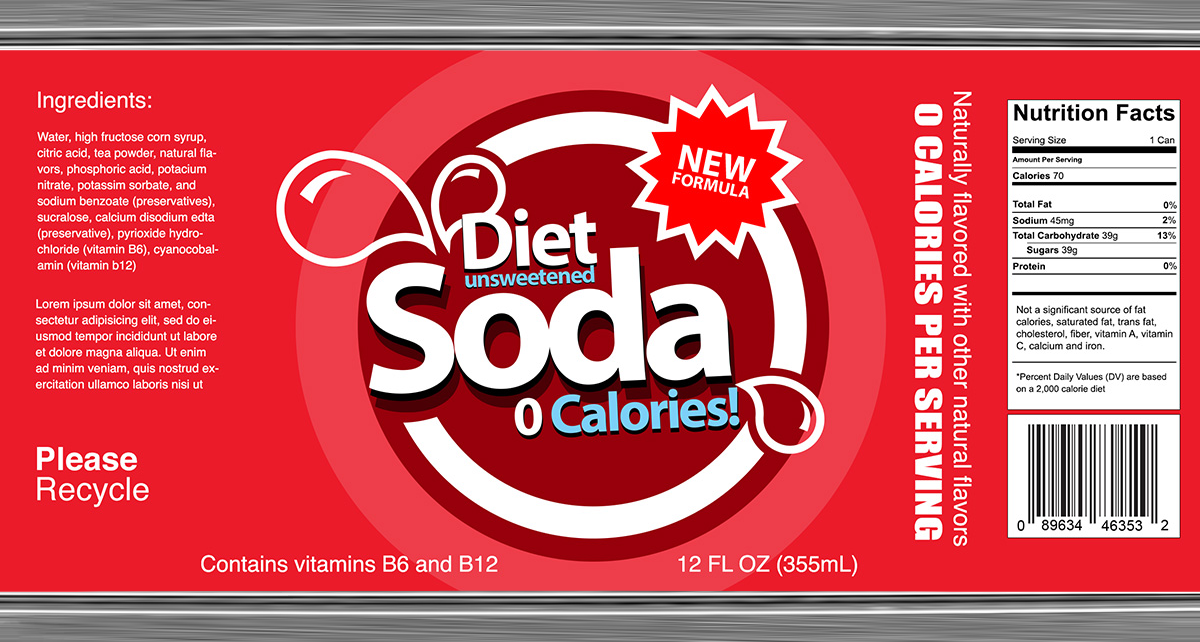 Ingredients:
Water, high fructose corn syrup,
citric acid, tea powder, natural fla-
vors, phosphoric acid, potacium
nitrate, potassim sorbate, and
sodium benzoate (preservatives),
sucralose, calcium disodium edta
(preservative), pyrioxide hydro-
chloride (vitamin B6), cyanocobal-
amin (vitamin b12)
Lorem ipsum dolor sit amet, con-
sectetur adipisicing elit, sed do ei-
usmod tempor incididunt ut labore
et dolore magna aliqua. Ut enim
ad minim veniam, quis nostrud ex-
ercitation ullamco laboris nisi ut
Please
Recycle
NEW
FORMULA
Diet
unsweetened
Soda
0 Calories!
Contains vitamins B6 and B12
12 FL OZ (355mL)
Naturally flavored with other natural flavors
0 CALORIES PER SERVING
Nutrition Facts
Serving Size 1 Can
Amount Per Serving
Calories 70
Total Fat 0%
Sodium 45mg 2%
Total Carbohydrate 39g 13%
Sugars 39g
Protein 0%
Not a significant source of fat
calories, saturated fat, trans fat,
cholesterol, fiber, vitamin A, vitamin
C, calcium and iron.
*Percent Daily Values (DV) are based
on a 2,000 calorie diet
0 89634 46353 2